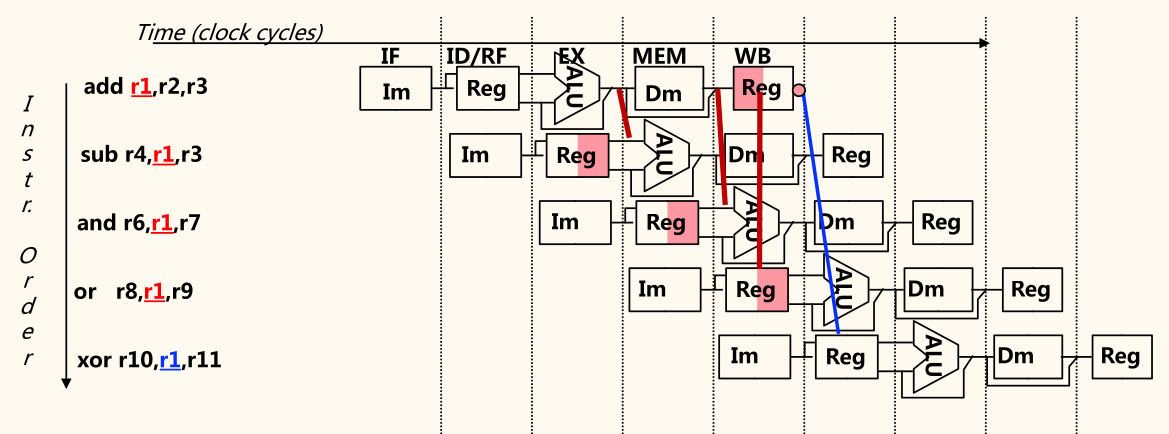 Time (clock cycles)
IF ID/RF EX MEM WB
Instr. Order
add r1,r2,r3
Im Reg ALU Dm Reg
sub r4,r1,r3
Im Reg ALU Dm Reg
and r6,r1,r7
Im Reg ALU Dm Reg
or r8,r1,r9
Im Reg ALU Dm Reg
xor r10,r1,r11
Im Reg ALU Dm Reg